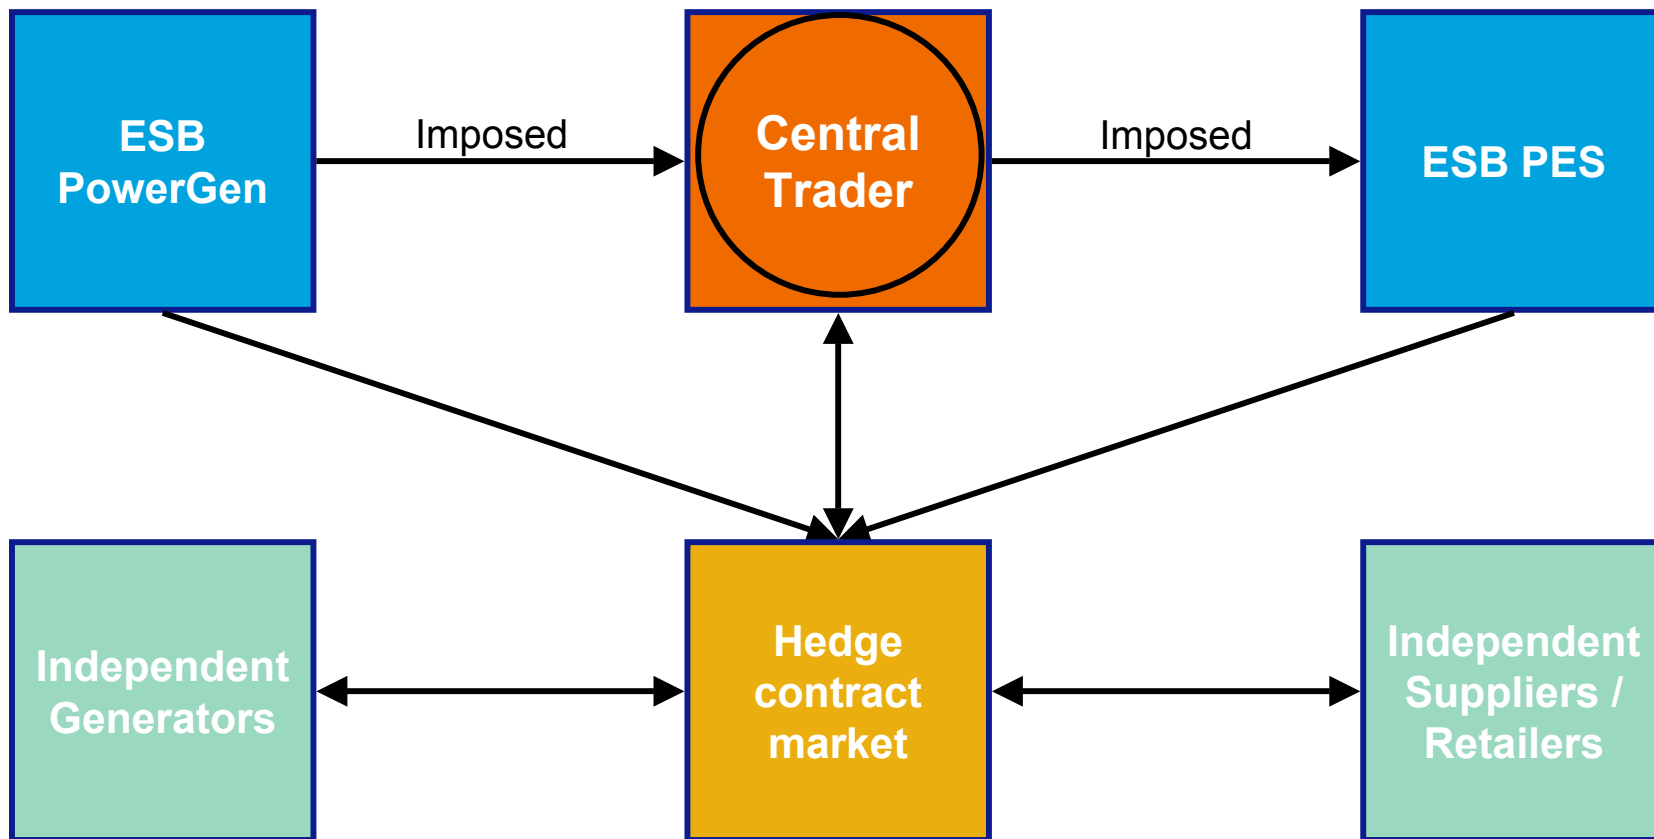 ESB
PowerGen
Imposed
Central
Trader
Imposed
ESB PES
Independent
Generators
Hedge
contract
market
Independent
Suppliers /
Retailers